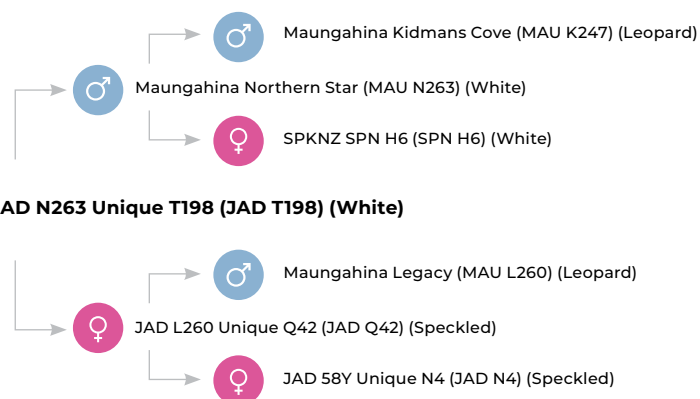 Maungahina Kidmans Cove (MAU K247) (Leopard)
Maungahina Northern Star (MAU N263) (White)
SPKNZ SPN H6 (SPN H6) (White)
AD N263 Unique T198 (JAD T198) (White)
Maungahina Legacy (MAU L260) (Leopard)
JAD L260 Unique Q42 (JAD Q42) (Speckled)
JAD 58Y Unique N4 (JAD N4) (Speckled)